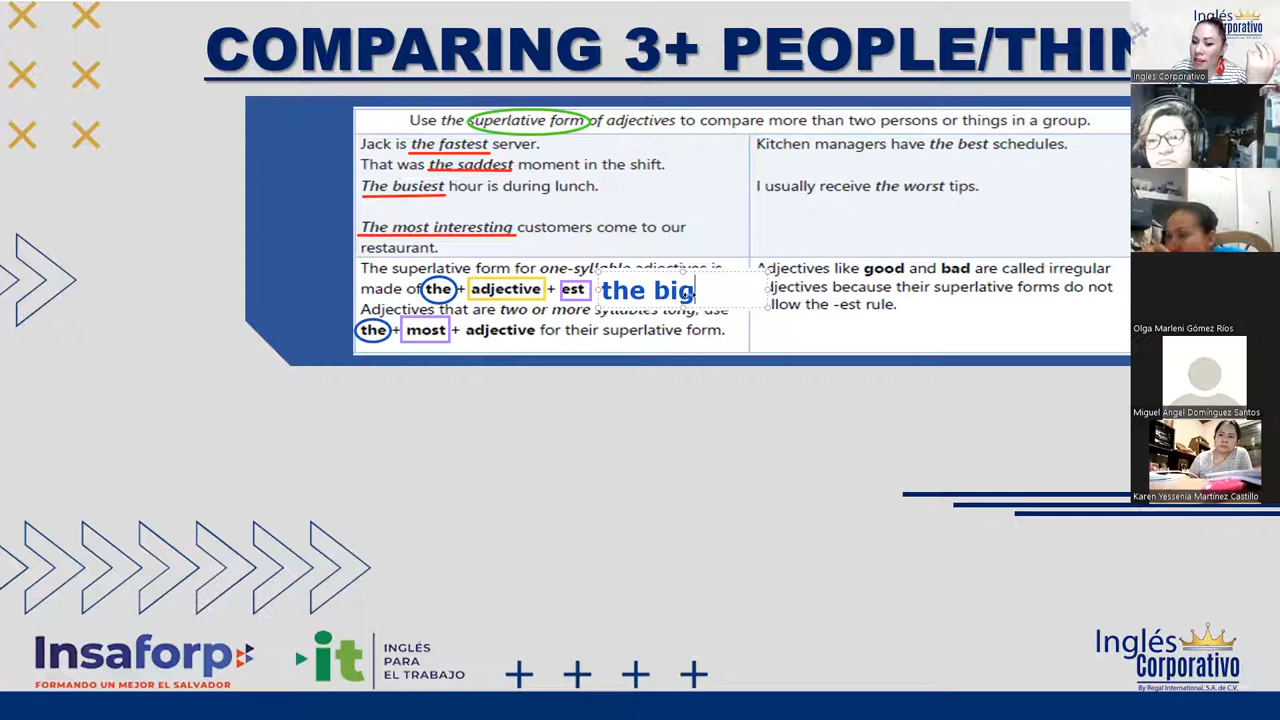 COMPARING 3+ PEOPLE/THIN
Use the superlative form of adjectives to compare more than two persons or things in a group.
Jack is the fastest server.
That was the saddest moment in the shift.
The busiest hour is during lunch.
The most interesting customers come to our
restaurant.
Kitchen managers have the best schedules.
I usually receive the worst tips.
The superlative form for one-syllable adjectives is
made of the + adjective + est
the big
Adjectives that are two or more syllables long, use
the + most + adjective for their superlative form.
Adjectives like good and bad are called irregular
djectives because their superlative forms do not
llow the -est rule.
Inglés
Corporativo
Ingles Corporativo
Olga Marleni Gómez Ríos
Miguel Angel Domínguez Santos
Karen Yessenia Martínez Castillo
Insaforp
FORMANDO UN MEJOR EL SALVADOR
it
INGLÉS
PARA
EL TRABAJO
Inglés
Corporativo
By Regal International, S.A. de C.V.